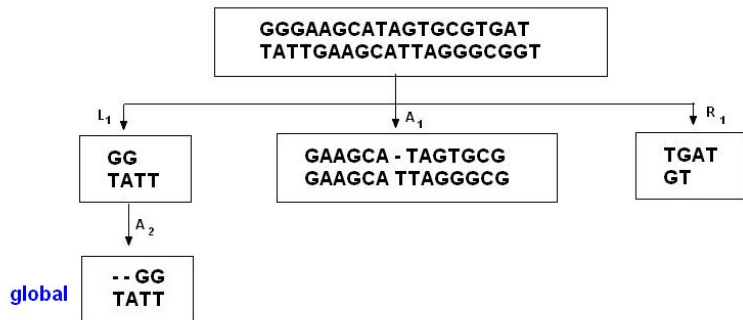 GGGAAGCATAGTGCGTGAT
TATTGAAGCATTAGGGCGGT
L1
A1
R1
GG
TATT
GAAGCA - TAGTGCG
GAAGCA TTAGGGCG
TGAT
GT
A2
global
- - GG
TATT